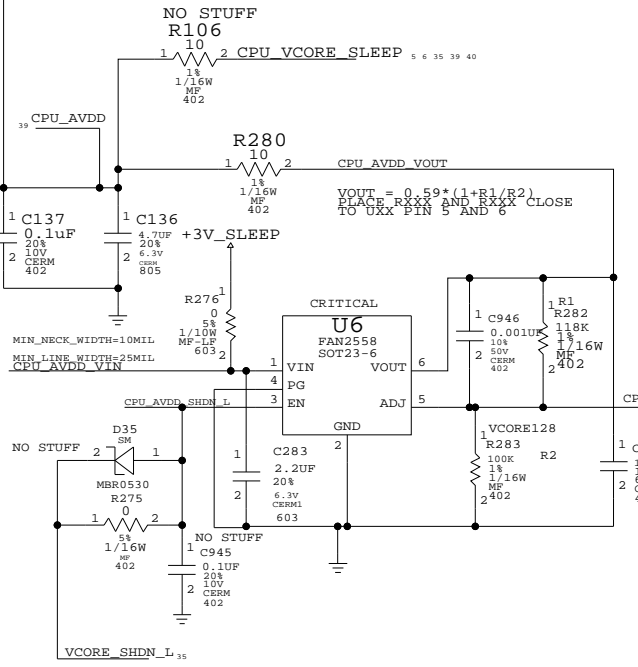 NO STUFF
R106
10
1 2 CPU_VCORE_SLEEP 5 6 35 39 40
1%
1/16W
MF
402
39 CPU_AVDD
R280
10
1 2 CPU_AVDD_VOUT
1%
1/16W
MF
402
VOUT = 0.59*(1+R1/R2)
PLACE RXXX AND RXXX CLOSE
TO UXX PIN 5 AND 6
1 C137
0.1uF
20%
10V
CERM
402
2
1 C136
4.7UF
20%
6.3V
CERM
805
2
+3V_SLEEP
R276 1
0
5%
1/10W
MF-LF
603 2
MIN_NECK_WIDTH=10MIL
MIN_LINE_WIDTH=25MIL
CPU_AVDD_VIN
CRITICAL
U6
FAN2558
SOT23-6
1 VIN VOUT 6
4 PG
3 EN ADJ 5
GND
2
1 C946
0.001UF
10%
50V
CERM
402
2
1 R1
R282
118K
1%
1/16W
MF
402
2
CPU_AVDD_SHDN_L
CP
D35
SM
NO STUFF 2 1
MBR0530
R275
0
1 2
5%
1/16W
MF
402
1 C283
2.2UF
20%
6.3V
CERM1
603
2
VCORE128
1 R283
100K
1%
1/16W
MF
402
2
R2
1 C
2
NO STUFF
1 C945
0.1UF
20%
10V
CERM
402
2
VCORE_SHDN_L 35